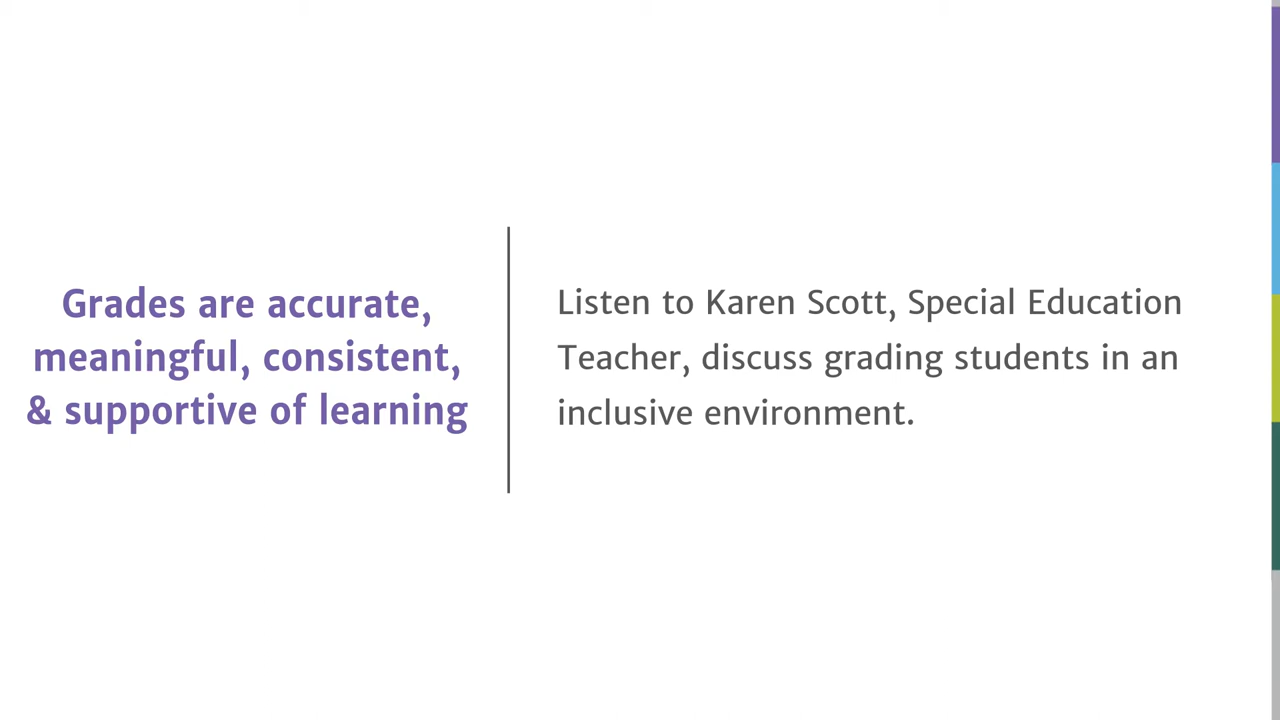 Grades are accurate,
meaningful, consistent,
& supportive of learning
Listen to Karen Scott, Special Education
Teacher, discuss grading students in an
inclusive environment.